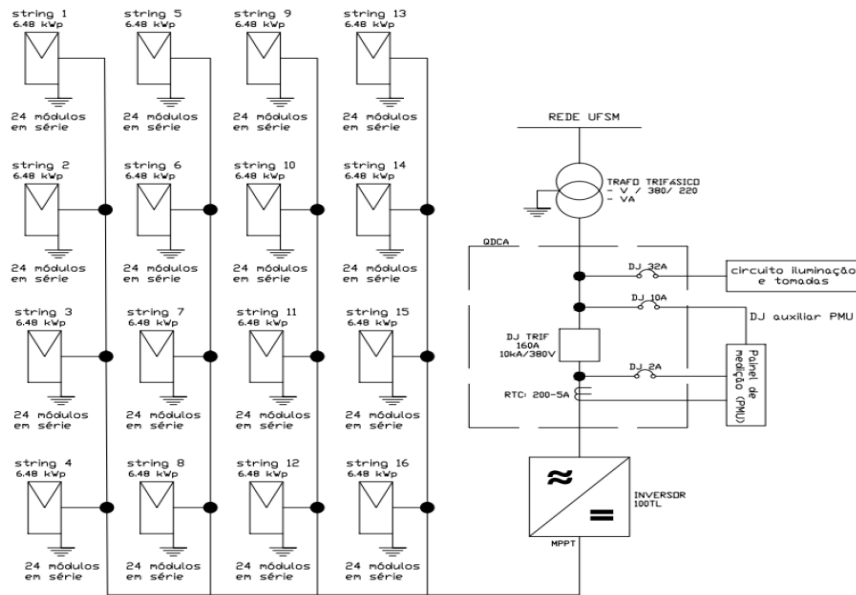 string 1
6.48 kWp
24 módulos
em série
string 2
6.48 kWp
24 módulos
em série
string 3
6.48 kWp
24 módulos
em série
string 4
6.48 kWp
24 módulos
em série
string 5
6.48 kWp
24 módulos
em série
string 6
6.48 kWp
24 módulos
em série
string 7
6.48 kWp
24 módulos
em série
string 8
6.48 kWp
24 módulos
em série
string 9
6.48 kWp
24 módulos
em série
string 10
6.48 kWp
24 módulos
em série
string 11
6.48 kWp
24 módulos
em série
string 12
6.48 kWp
24 módulos
em série
string 13
6.48 kWp
24 módulos
em série
string 14
6.48 kWp
24 módulos
em série
string 15
6.48 kWp
24 módulos
em série
string 16
6.48 kWp
24 módulos
em série
REDE UFSM
TRAFO TRIFÁSICO
- V / 380/ 220
- VA
QDCA
DJ 32A
circuito iluminação
e tomadas
DJ 10A
DJ auxiliar PMU
DJ TRIF
160A
10kA/380V
DJ 2A
Painel de
medição (PMU)
RTC: 200-5A
INVERSOR
100TL
MPPT